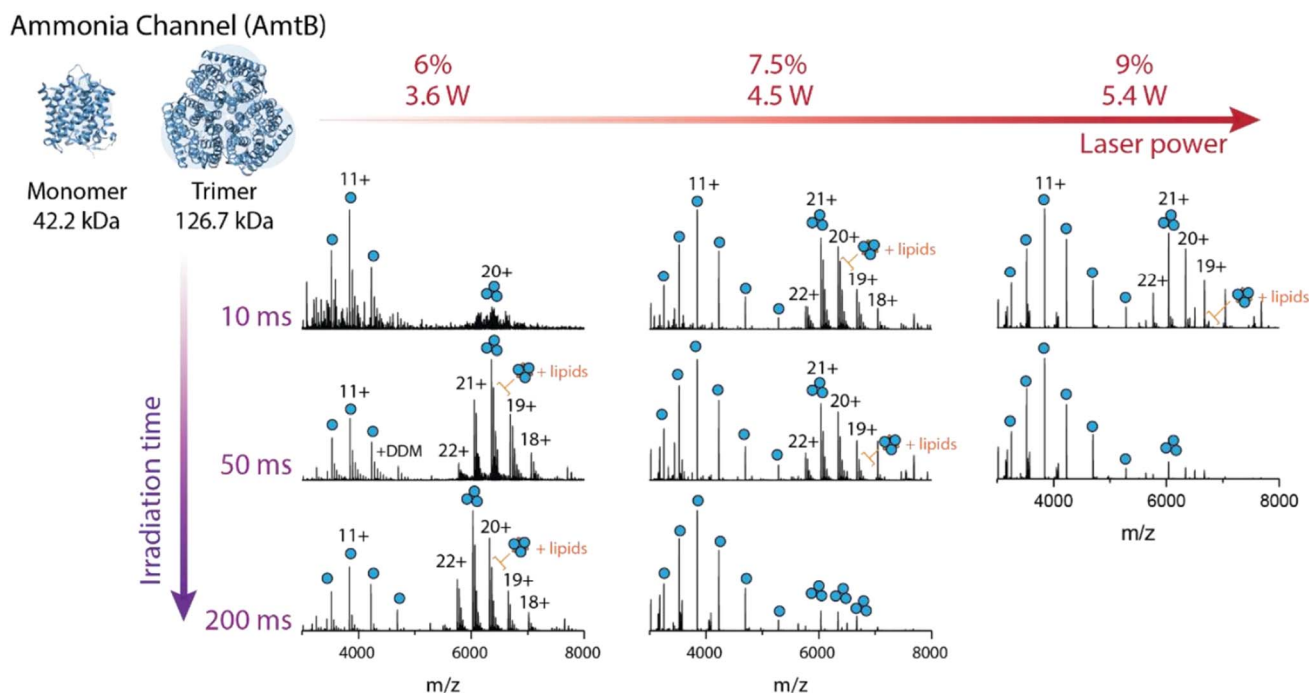 Ammonia Channel (AmtB)
Monomer
42.2 kDa
Trimer
126.7 kDa
6%
3.6 W
7.5%
4.5 W
9%
5.4 W
Laser power
Irradiation time
10 ms
11+
20+
11+
21+
20+
+ lipids
22+
19+
18+
8000
11+
21+
20+
22+
19+
+ lipids
50 ms
11+
+DDM
22+
21+
+ lipids
19+
18+
21+
20+
22+
19+
+ lipids
4000
6000
8000
m/z
200 ms
11+
22+
20+
+ lipids
19+
18+
4000
6000
8000
m/z
4000
6000
8000
m/z